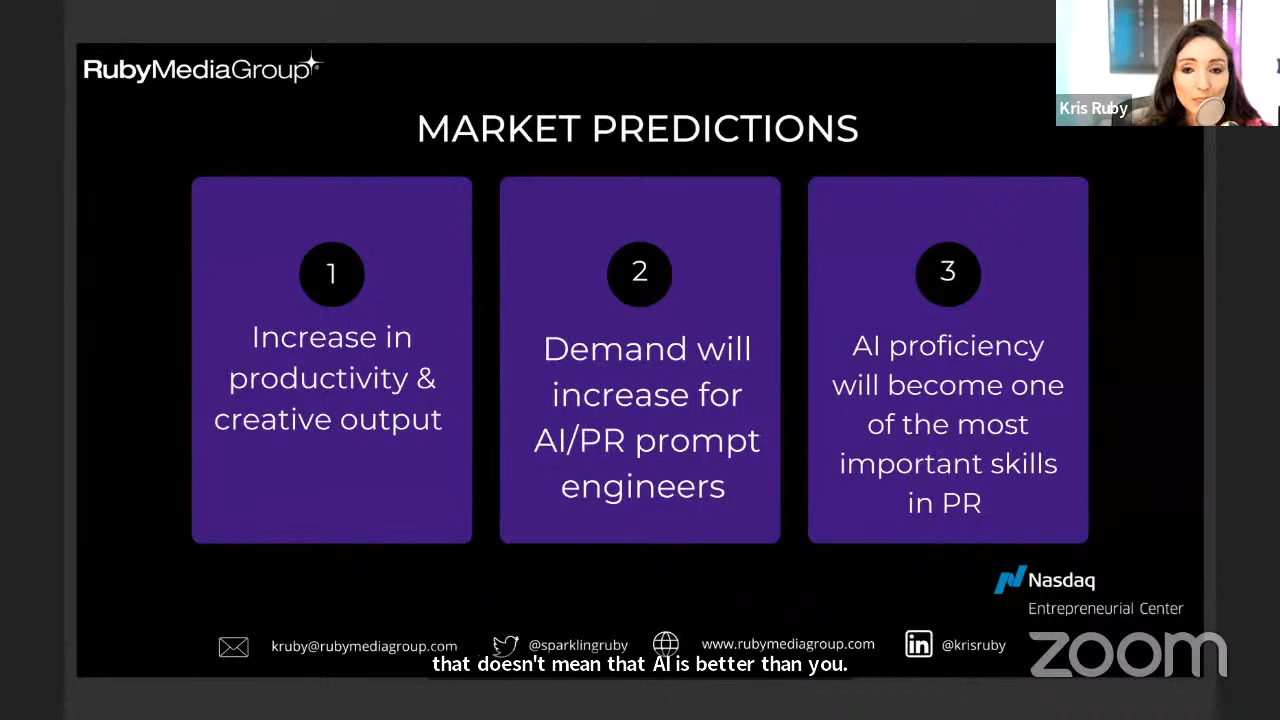 RubyMediaGroup
Kris Ruby
MARKET PREDICTIONS
1
Increase in
productivity &
creative output
2
Demand will
increase for
AI/PR prompt
engineers
3
AI proficiency
will become one
of the most
important skills
in PR
Nasdaq
Entrepreneurial Center
kruby@rubymediagroup.com
@sparklingruby
www.rubymediagroup.com
in
@krisruby
that doesn't mean that AI is better than you.
zoom